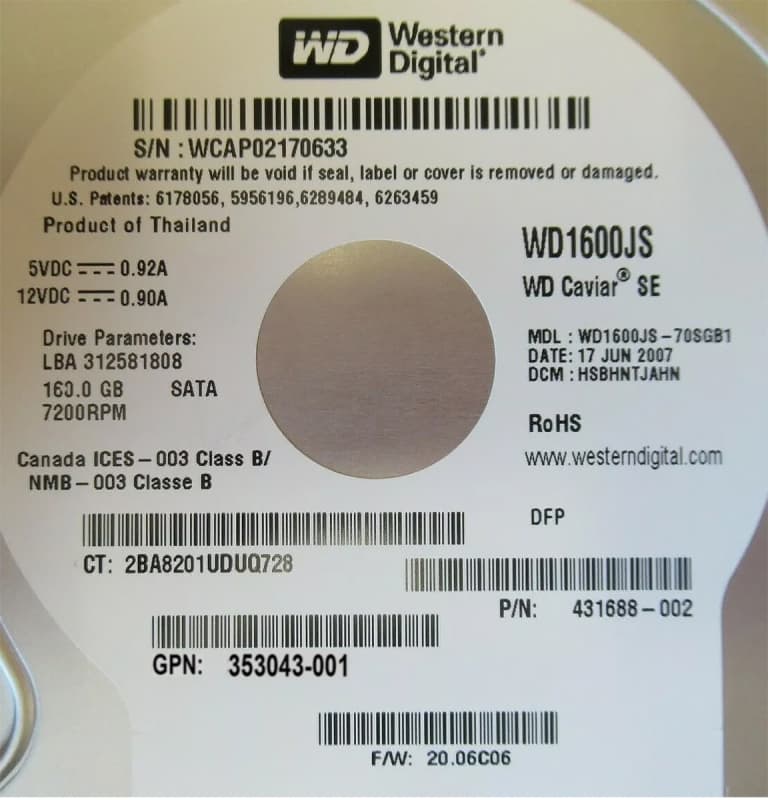 WD Western
Digital®
S/N : WCAP02170633
Product warranty will be void if seal, label or cover is removed or damaged.
U.S. Patents: 6178056, 5956196,6289484, 6263459
Product of Thailand
5VDC ⎓ 0.92A
12VDC ⎓ 0.90A
Drive Parameters:
LBA 312581808
160.0 GB SATA
7200RPM
Canada ICES – 003 Class B/
NMB – 003 Classe B
WD1600JS
WD Caviar® SE
MDL : WD1600JS – 70SGB1
DATE: 17 JUN 2007
DCM : HSBHNTJAHN
RoHS
www.westerndigital.com
DFP
CT: 2BA8201UDUQ728
P/N: 431688 – 002
GPN: 353043-001
F/W: 20.06C06